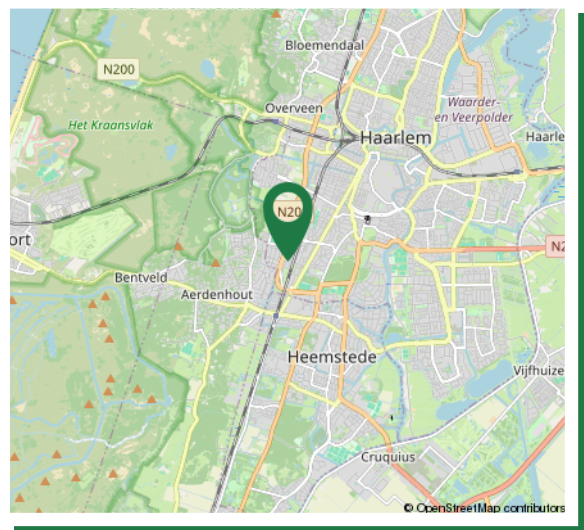 Bloemendaal
N200
Overveen
Waarder-
en Veerpolder
Het Kraansvlak
Haarlem
Haarle
N20
ort
N2
Bentveld
Aerdenhout
Heemstede
Vijfhuize
Cruquius
© OpenStreetMap contributors